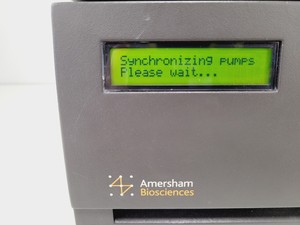 Synchronizing pumps
Please wait...
Amersham
Biosciences